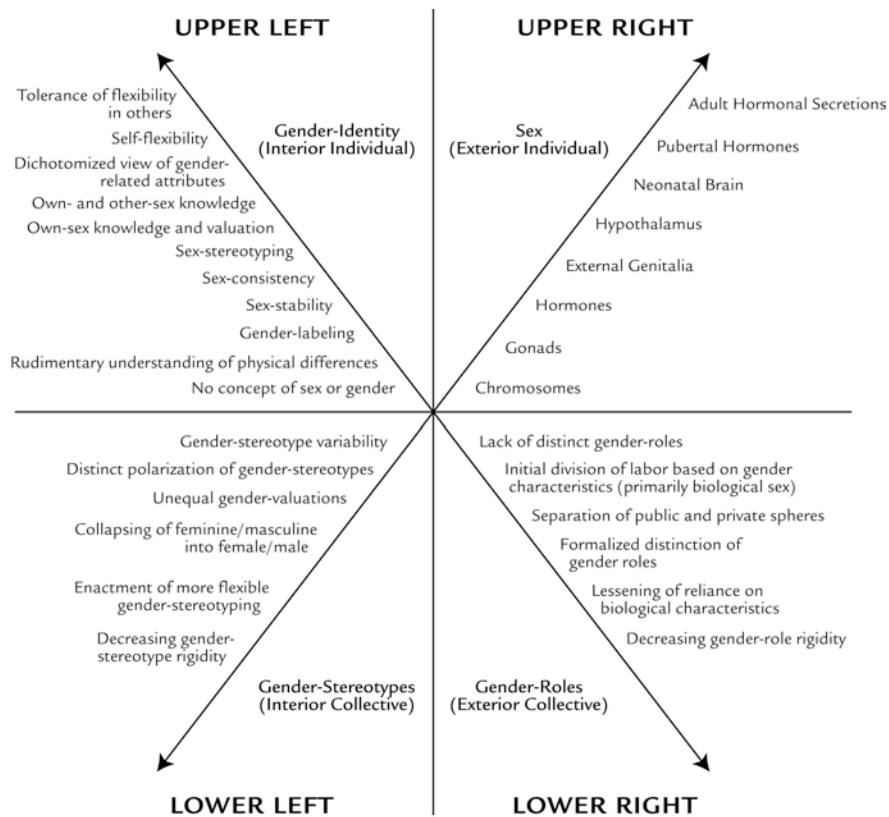 UPPER LEFT
UPPER RIGHT
Tolerance of flexibility
in others
Self-flexibility
Dichotomized view of gender-
related attributes
Own- and other-sex knowledge
Own-sex knowledge and valuation
Sex-stereotyping
Sex-consistency
Sex-stability
Gender-labeling
Rudimentary understanding of physical differences
No concept of sex or gender
Gender-Identity
(Interior Individual)
Sex
(Exterior Individual)
Adult Hormonal Secretions
Pubertal Hormones
Neonatal Brain
Hypothalamus
External Genitalia
Hormones
Gonads
Chromosomes
Gender-stereotype variability
Distinct polarization of gender-stereotypes
Unequal gender-valuations
Collapsing of feminine/masculine
into female/male
Enactment of more flexible
gender-stereotyping
Decreasing gender-
stereotype rigidity
Gender-Stereotypes
(Interior Collective)
Lack of distinct gender-roles
Initial division of labor based on gender
characteristics (primarily biological sex)
Separation of public and private spheres
Formalized distinction of
gender roles
Lessening of reliance on
biological characteristics
Decreasing gender-role rigidity
Gender-Roles
(Exterior Collective)
LOWER LEFT
LOWER RIGHT